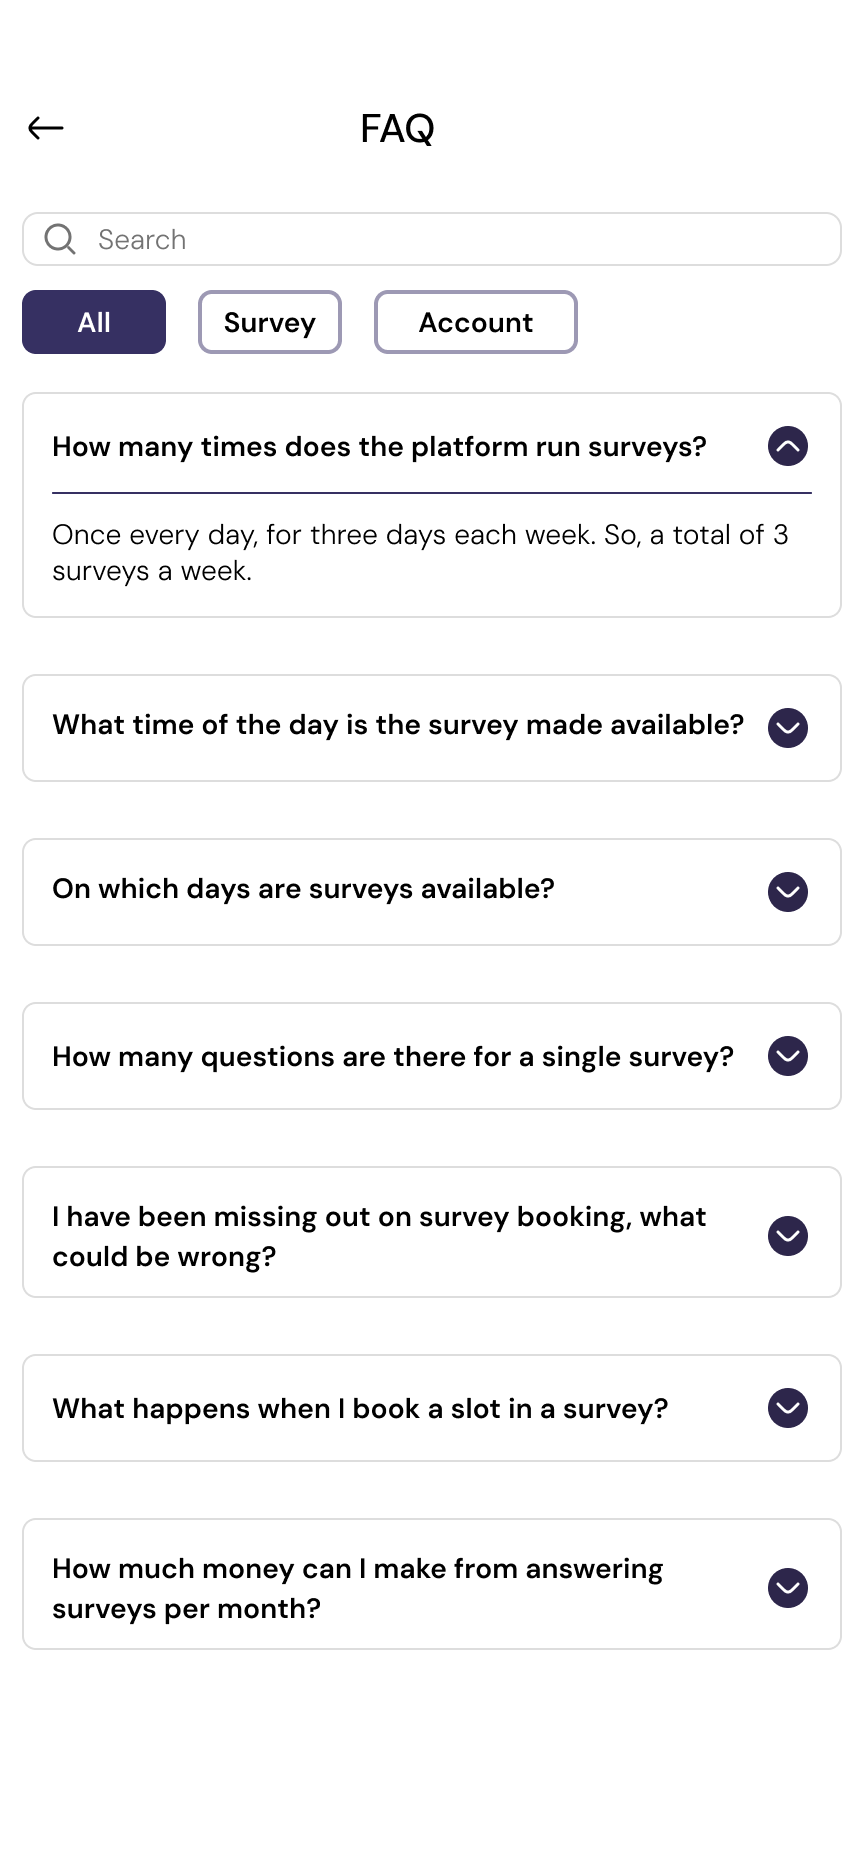 FAQ
Search
All
Survey
Account
How many times does the platform run surveys?
Once every day, for three days each week. So, a total of 3
surveys a week.
What time of the day is the survey made available?
On which days are surveys available?
How many questions are there for a single survey?
I have been missing out on survey booking, what
could be wrong?
What happens when I book a slot in a survey?
How much money can I make from answering
surveys per month?